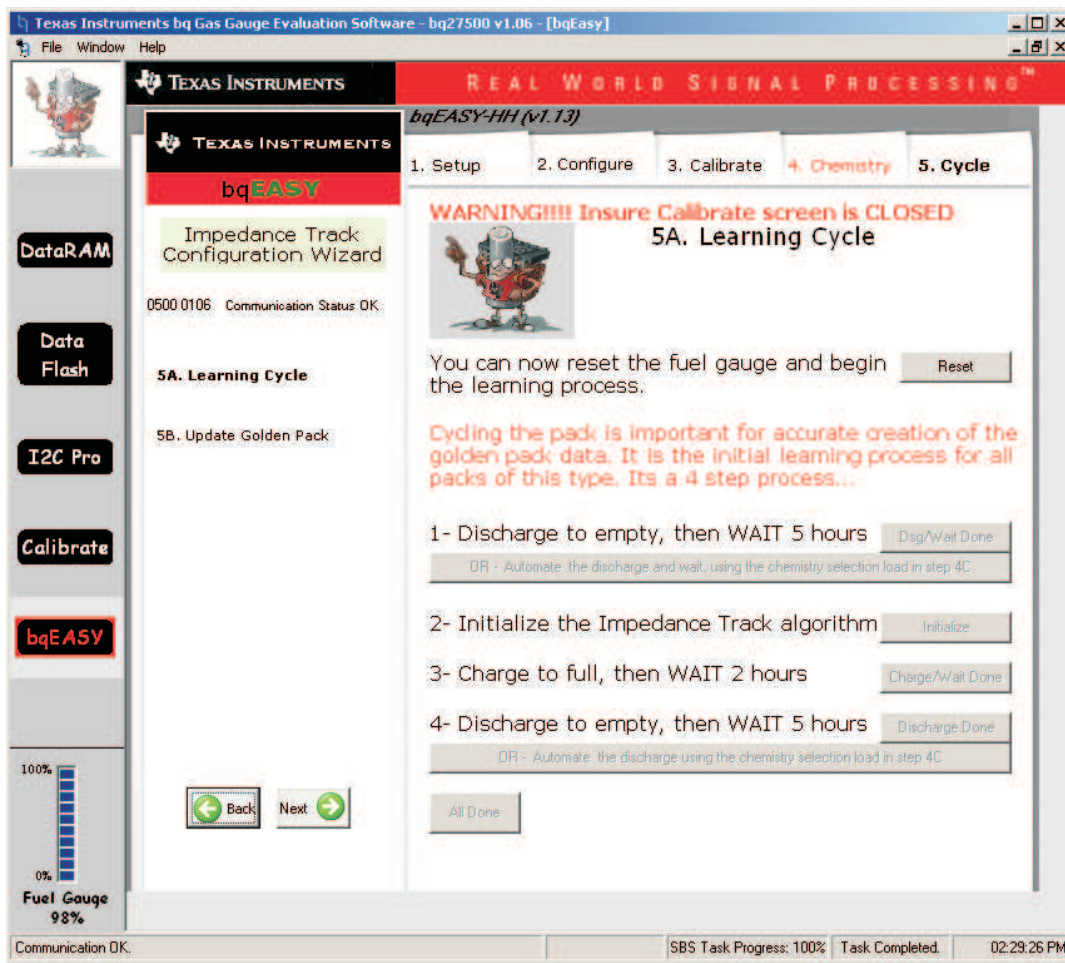 Texas Instruments bq Gas Gauge Evaluation Software - bq27500 v1.06 - [bqEasy]
File Window Help
TEXAS INSTRUMENTS
REAL WORLD SIGNAL PROCESSING™
bqEASY-HH (v1.13)
TEXAS INSTRUMENTS
bqEASY
1. Setup
2. Configure
3. Calibrate
4. Chemistry
5. Cycle
Impedance Track
Configuration Wizard
0500 0106 Communication Status OK
5A. Learning Cycle
5B. Update Golden Pack
Back
Next
DataRAM
Data
Flash
I2C Pro
Calibrate
bqEASY
100%
0%
Fuel Gauge
98%
WARNING!!!! Insure Calibrate screen is CLOSED
5A. Learning Cycle
You can now reset the fuel gauge and begin
the learning process.
Reset
Cycling the pack is important for accurate creation of the
golden pack data. It is the initial learning process for all
packs of this type. Its a 4 step process...
1- Discharge to empty, then WAIT 5 hours
Dsg/Wait Done
OR - Automate the discharge and wait, using the chemistry selection load in step 4C
2- Initialize the Impedance Track algorithm
Initialize
3- Charge to full, then WAIT 2 hours
Charge/Wait Done
4- Discharge to empty, then WAIT 5 hours
Discharge Done
OR - Automate the discharge using the chemistry selection load in step 4C
All Done
Communication OK.
SBS Task Progress: 100%
Task Completed.
02:29:26 PM